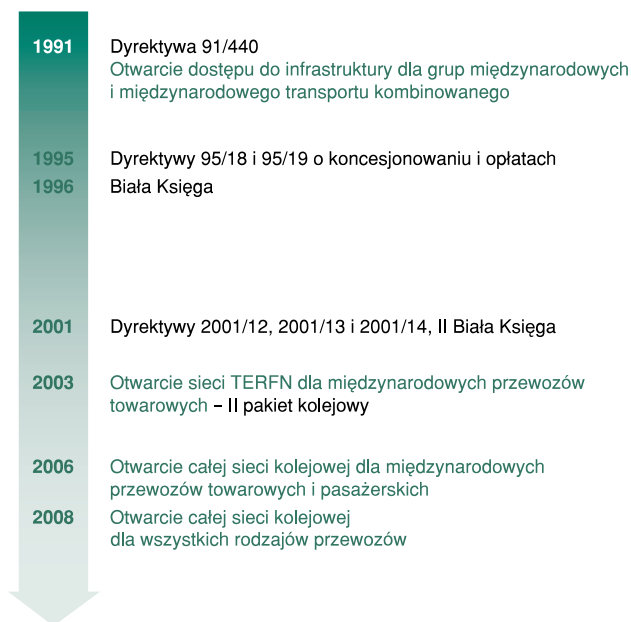 1991 Dyrektywa 91/440
Otwarcie dostępu do infrastruktury dla grup międzynarodowych
i międzynarodowego transportu kombinowanego
1995 Dyrektywy 95/18 i 95/19 o koncesjonowaniu i opłatach
1996 Biała Księga
2001 Dyrektywy 2001/12, 2001/13 i 2001/14, II Biała Księga
2003 Otwarcie sieci TERFN dla międzynarodowych przewozów
towarowych – II pakiet kolejowy
2006 Otwarcie całej sieci kolejowej dla międzynarodowych
przewozów towarowych i pasażerskich
2008 Otwarcie całej sieci kolejowej
dla wszystkich rodzajów przewozów